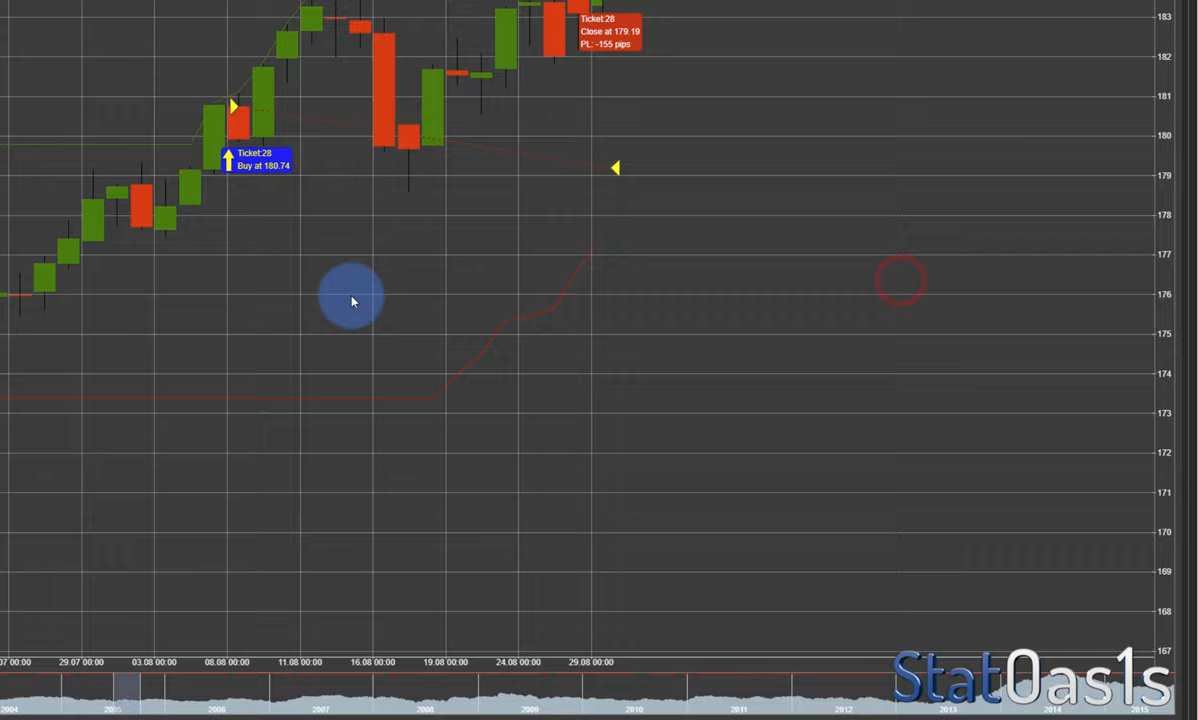 Ticket:28
Close at 179.19
PL: -155 pips
Ticket:28
Buy at 180.74
183
182
181
180
179
178
177
176
175
174
173
172
171
170
169
168
167
07 00:00 29.07 00:00 03.08 00:00 08.08 00:00 11.08 00:00 16.08 00:00 19.08 00:00 24.08 00:00 29.08 00:00
2004 2005 2006 2007 2008 2009 2010 2011 2012 2013 2014 2015
StatOas1s